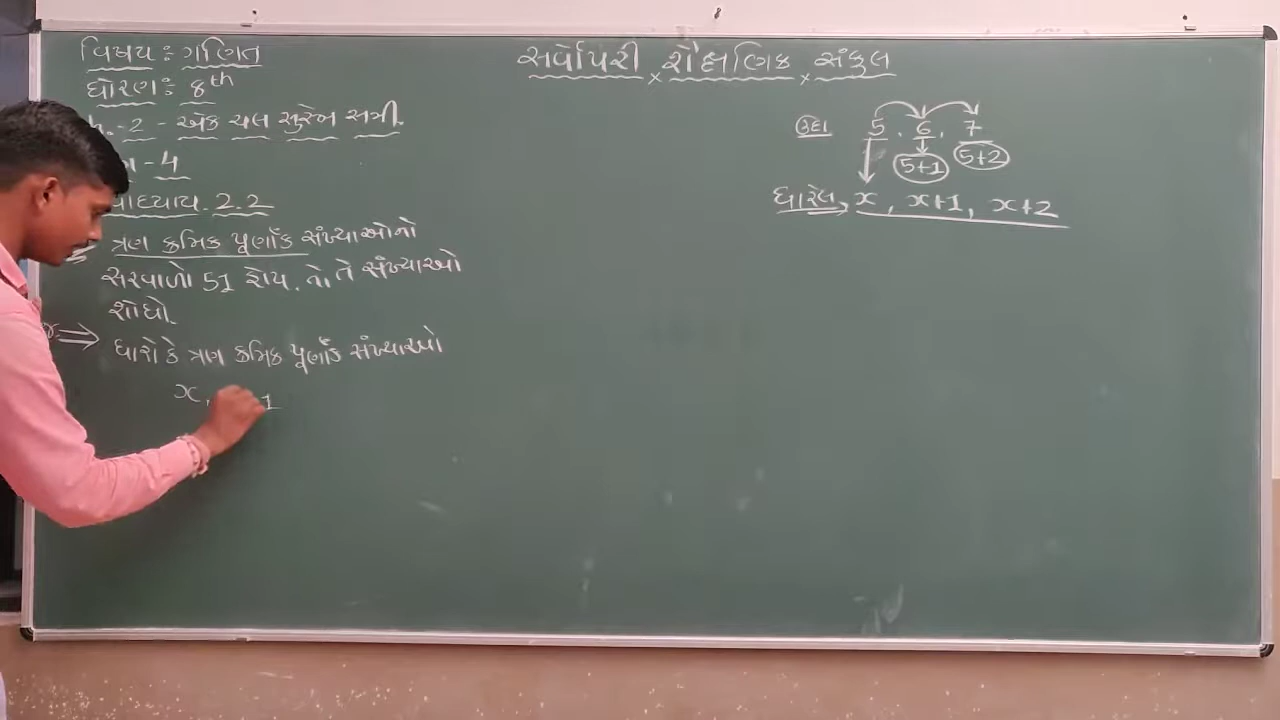 વિષય : ગણિત
ધોરણ : 8th
-2 - એક ચલ સુરેખ સમી.
-4
2.2
ત્રણ ક્રમિક પૂર્ણાંક સંખ્યાઓનો
સરવાળો 51 હોય. તો તે સંખ્યાઓ
શોધો.
ધારો કે ત્રણ ક્રમિક પૂર્ણાંક સંખ્યાઓ
x,
1
સર્વોપરી શૈક્ષણિક સંકુલ
ઉદા 5, 6, 7
5+1 5+2
ધારેલ, x, x+1, x+2